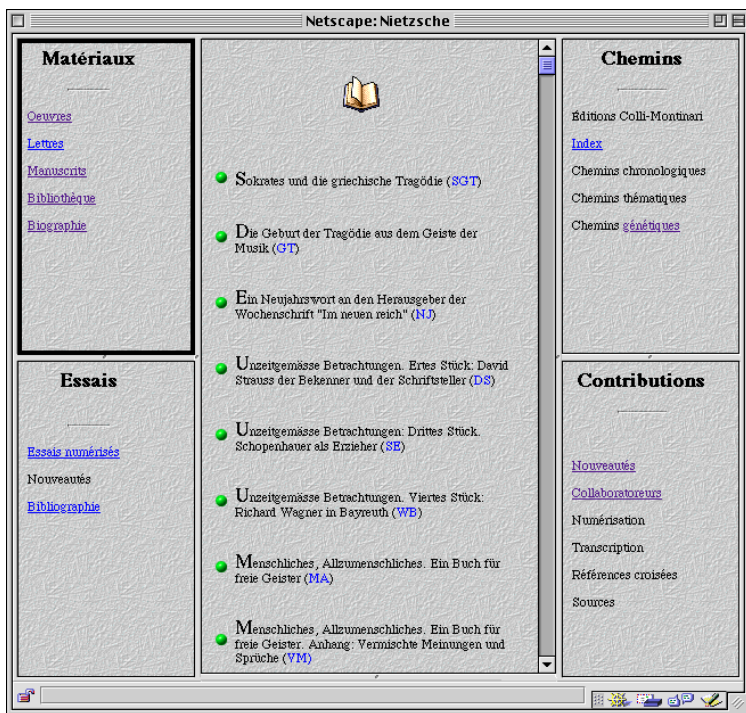 Netscape: Nietzsche
Matériaux
Oeuvres
Lettres
Manuscrits
Bibliothèque
Biographie
Essais
Essais numérisés
Nouveautés
Bibliographie
Sokrates und die griechische Tragödie (SGT)
Die Geburt der Tragödie aus dem Geiste der
Musik (GT)
Ein Neujahrswort an den Herausgeber der
Wochenschrift "Im neuen reich" (NJ)
Unzeitgemässe Betrachtungen. Ertes Stück: David
Strauss der Bekenner und der Schriftsteller (DS)
Unzeitgemässe Betrachtungen: Drittes Stück.
Schopenhauer als Erzieher (SE)
Unzeitgemässe Betrachtungen. Viertes Stück:
Richard Wagner in Bayreuth (WB)
Menschliches, Allzumenschliches. Ein Buch für
freie Geister (MA)
Menschliches, Allzumenschliches. Ein Buch für
freie Geister. Anhang: Vermischte Meinungen und
Sprüche (VM)
Chemins
Éditions Colli-Montinari
Index
Chemins chronologiques
Chemins thématiques
Chemins génétiques
Contributions
Nouveautés
Collaboratoreurs
Numérisation
Transcription
Références croisées
Sources